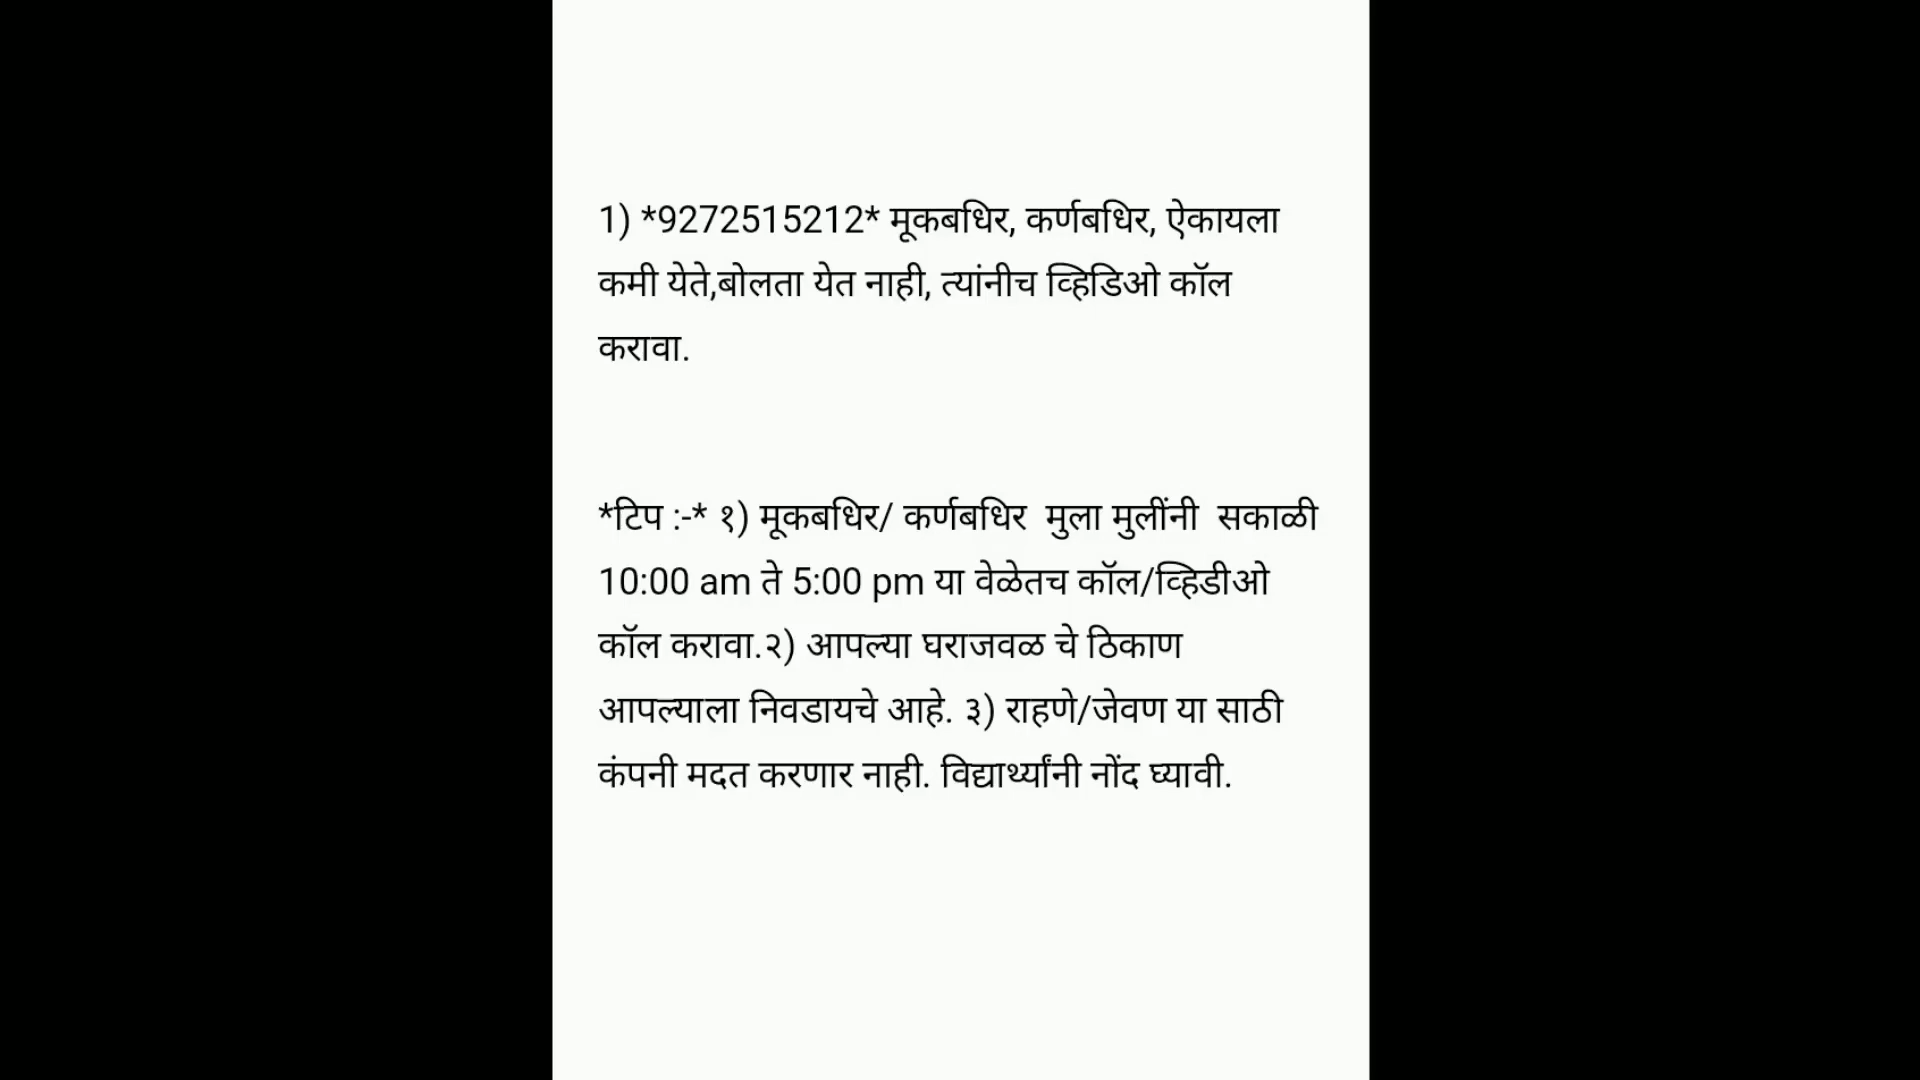 1) *9272515212* मूकबधिर, कर्णबधिर, ऐकायला
कमी येते,बोलता येत नाही, त्यांनीच व्हिडिओ कॉल
करावा.
*टिप :-* १) मूकबधिर/ कर्णबधिर  मुला मुलींनी  सकाळी
10:00 am ते 5:00 pm या वेळेतच कॉल/व्हिडीओ
कॉल करावा.२) आपल्या घराजवळ चे ठिकाण
आपल्याला निवडायचे आहे. ३) राहणे/जेवण या साठी
कंपनी मदत करणार नाही. विद्यार्थ्यांनी नोंद घ्यावी.